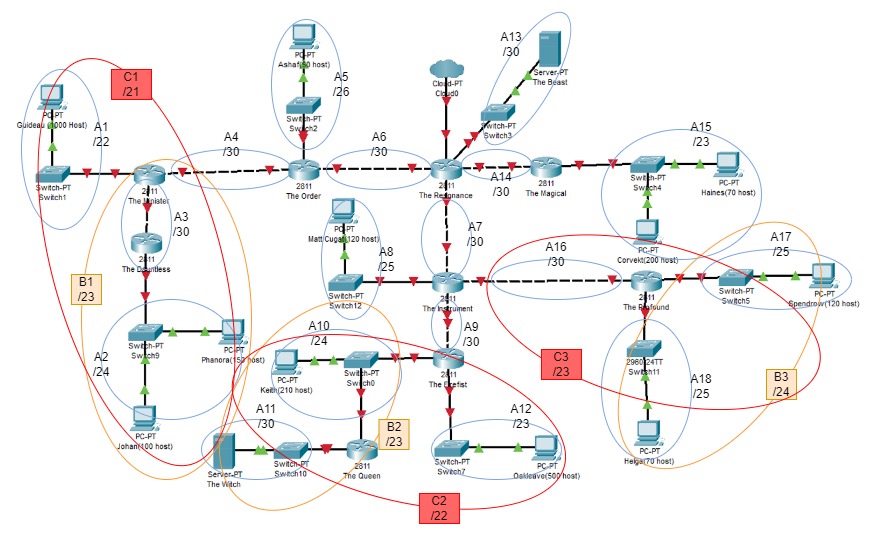 A13
/30
PC-PT
Ashaf(50 host)
Server-PT
The Beast
C1
/21
A5
/26
Cloud-PT
Cloud0
PC-PT
Guideau (1000 Host)
A1
/22
Switch-PT
Switch2
Switch-PT
Switch3
A4
/30
A6
/30
A15
/23
Switch-PT
Switch1
2811
The Minister
2811
The Order
2811
The Resonance
A14
/30
2811
The Magical
Switch-PT
Switch4
PC-PT
Haines(70 host)
A3
/30
PC-PT
Matt Cugat(120 host)
A7
/30
PC-PT
Corvekt(200 host)
2811
The Dauntless
A8
/25
A16
/30
A17
/25
B1
/23
Switch-PT
Switch12
2811
The Instrument
2811
The Profound
Switch-PT
Switch5
PC-PT
Spendrow(120 host)
A2
/24
Switch-PT
Switch9
PC-PT
Phanora(150 host)
A10
/24
A9
/30
PC-PT
Keith(210 host)
Switch-PT
Switch0
2811
The Exefist
C3
/23
2960-24TT
Switch11
B3
/24
A18
/25
PC-PT
Johan(100 host)
A11
/30
B2
/23
A12
/23
Server-PT
The Witch
Switch-PT
Switch10
2811
The Queen
Switch-PT
Switch7
PC-PT
Oakleave(500 host)
PC-PT
Helga(70 host)
C2
/22